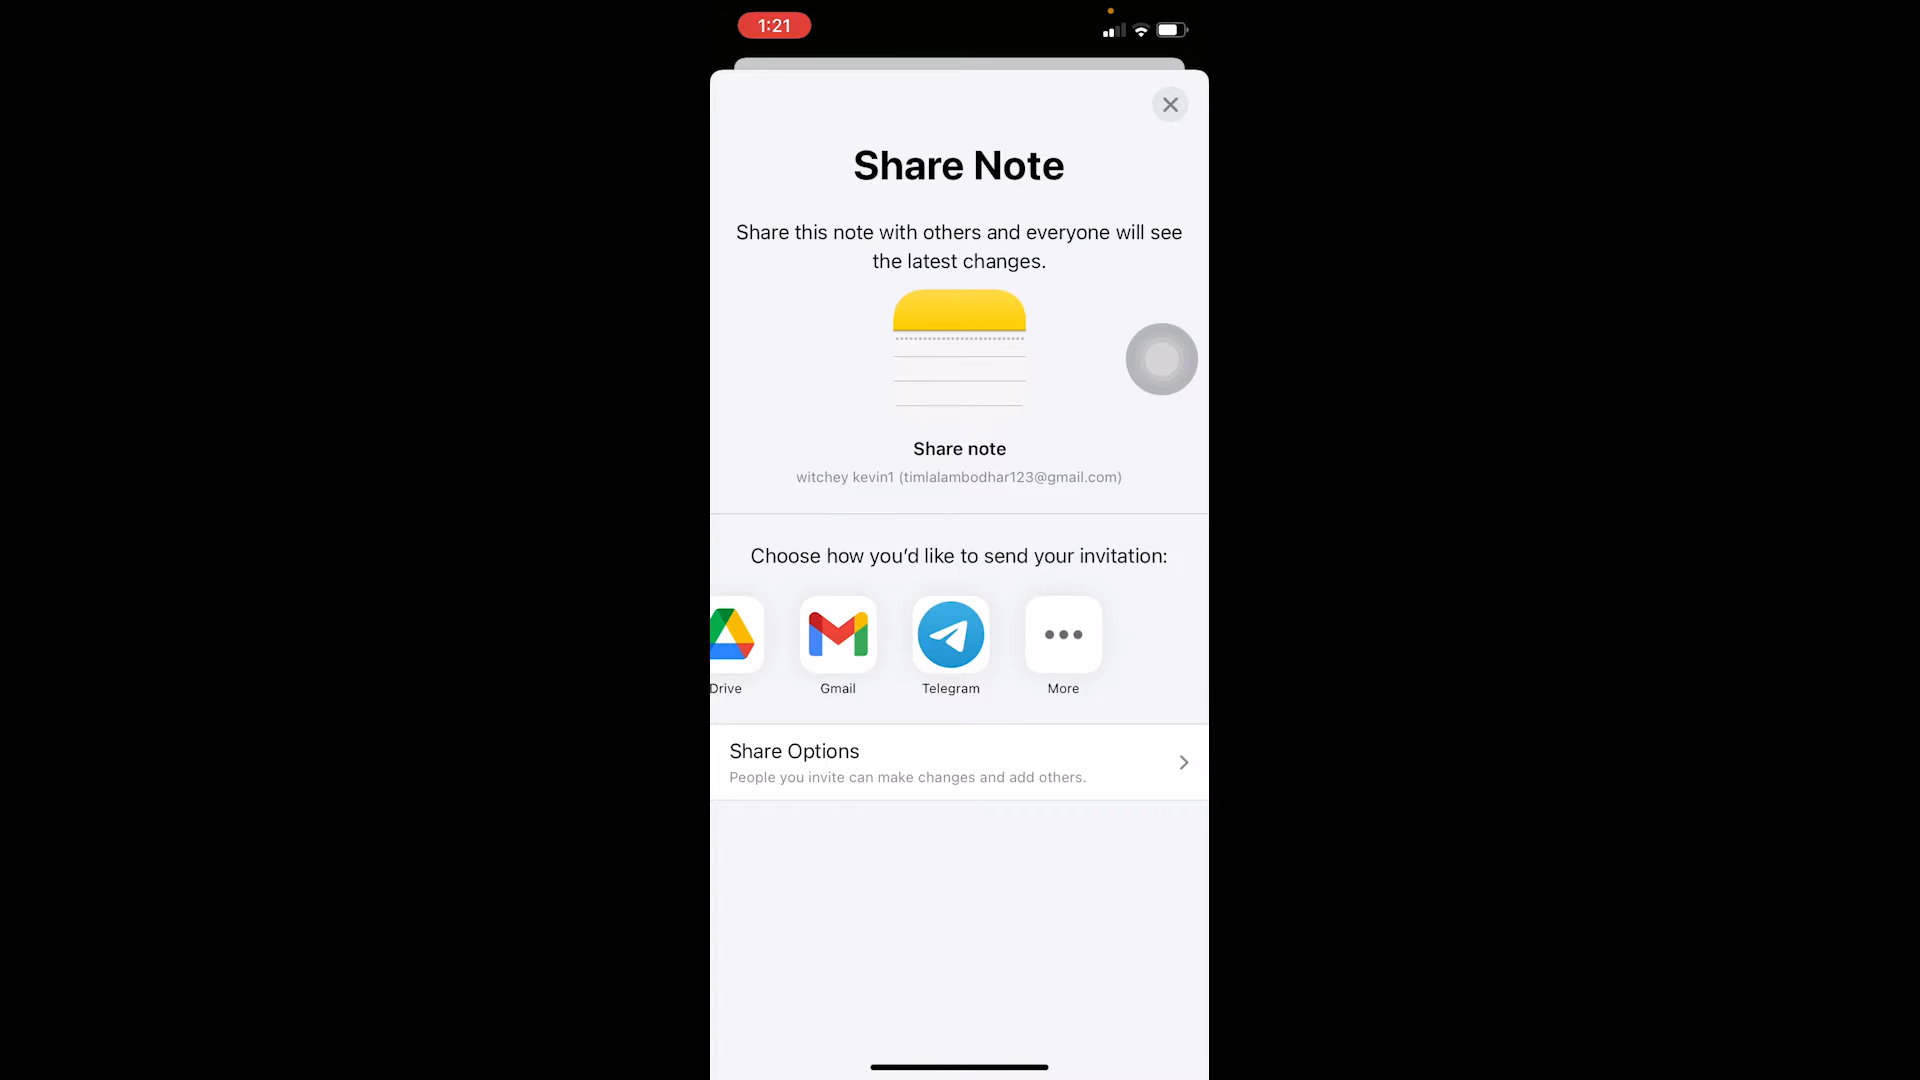 1:21
Share Note
Share this note with others and everyone will see
the latest changes.
Share note
witchey kevin1 (timlalambodhar123@gmail.com)
Choose how you’d like to send your invitation:
Drive
Gmail
Telegram
More
Share Options
People you invite can make changes and add others.